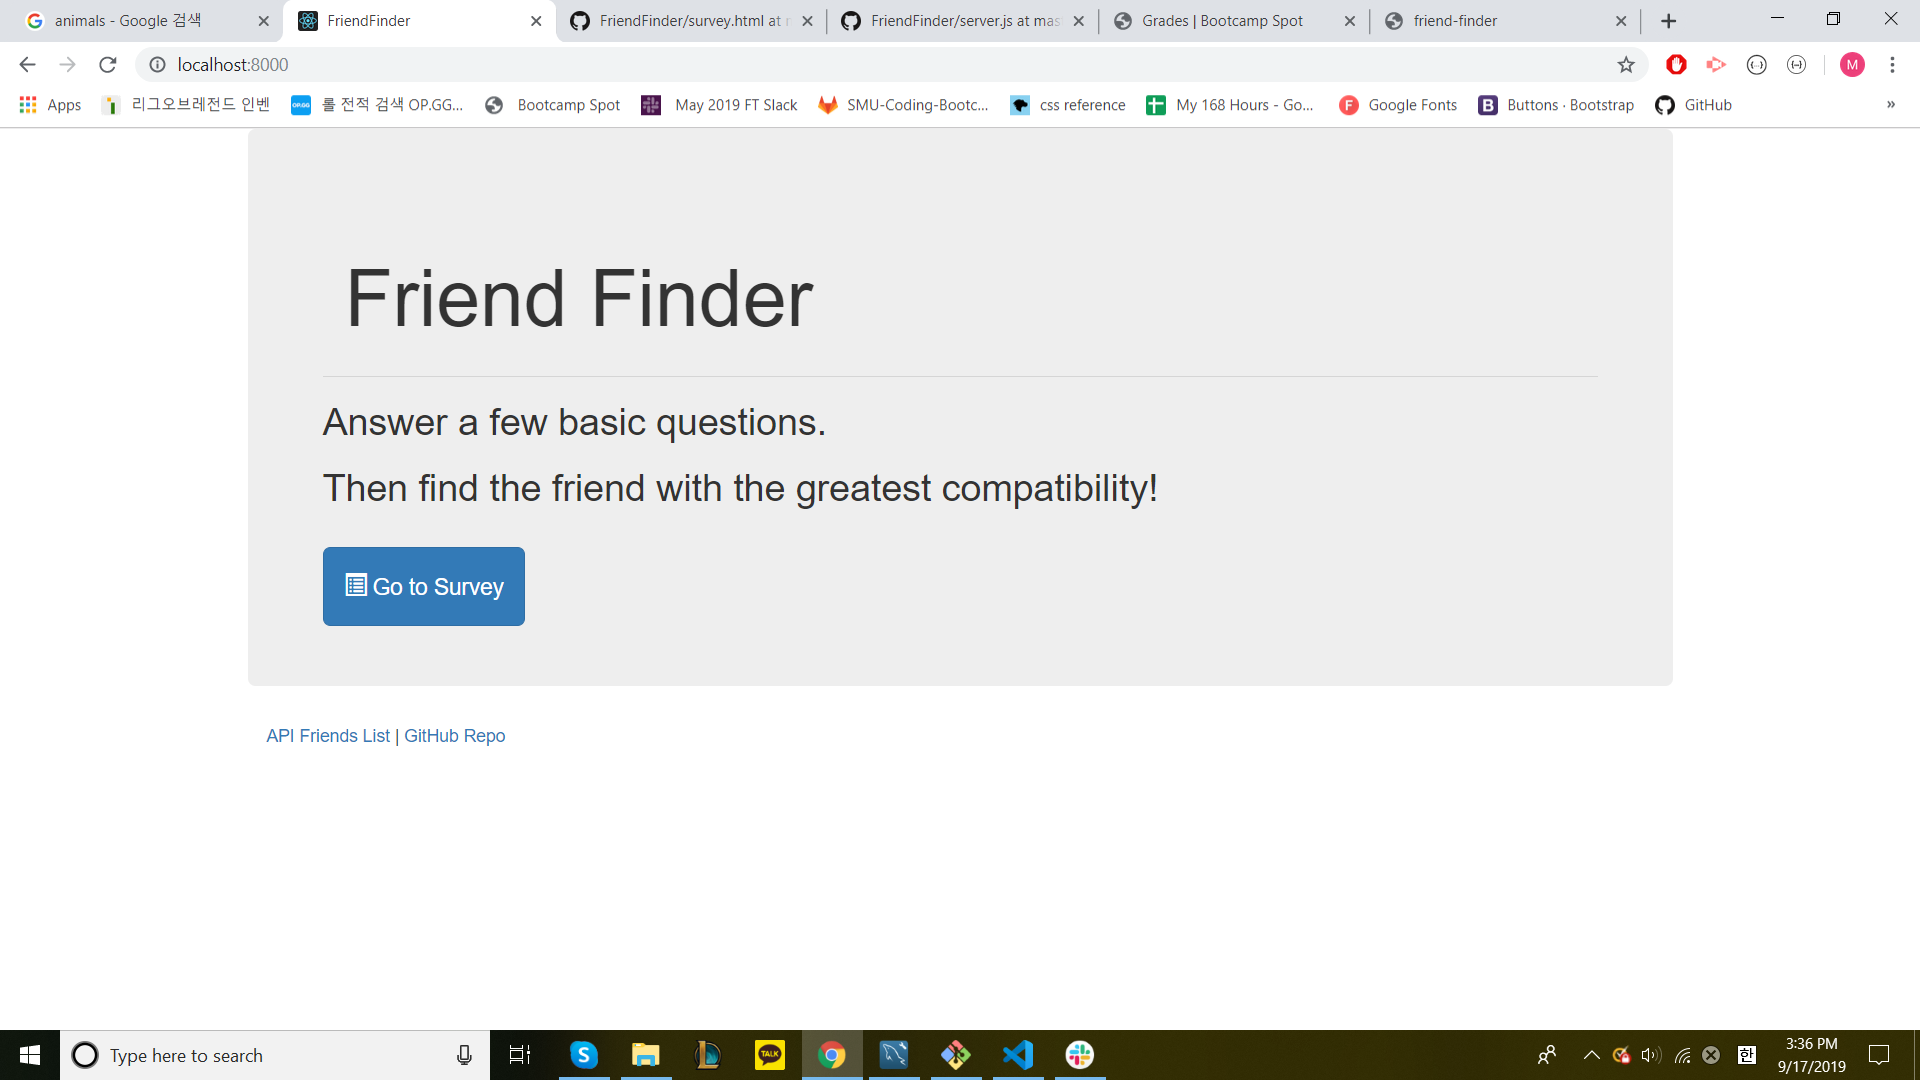 animals - Google 검색
FriendFinder
FriendFinder/survey.html at m
FriendFinder/server.js at mas
Grades | Bootcamp Spot
friend-finder
localhost:8000
M
Apps
리그오브레전드 인벤
OP.GG
롤 전적 검색 OP.GG...
Bootcamp Spot
May 2019 FT Slack
SMU-Coding-Bootc...
css reference
My 168 Hours - Go...
F
Google Fonts
B
Buttons · Bootstrap
GitHub
»
Friend Finder
Answer a few basic questions.
Then find the friend with the greatest compatibility!
Go to Survey
API Friends List | GitHub Repo
Type here to search
S
TALK
한
3:36 PM
9/17/2019